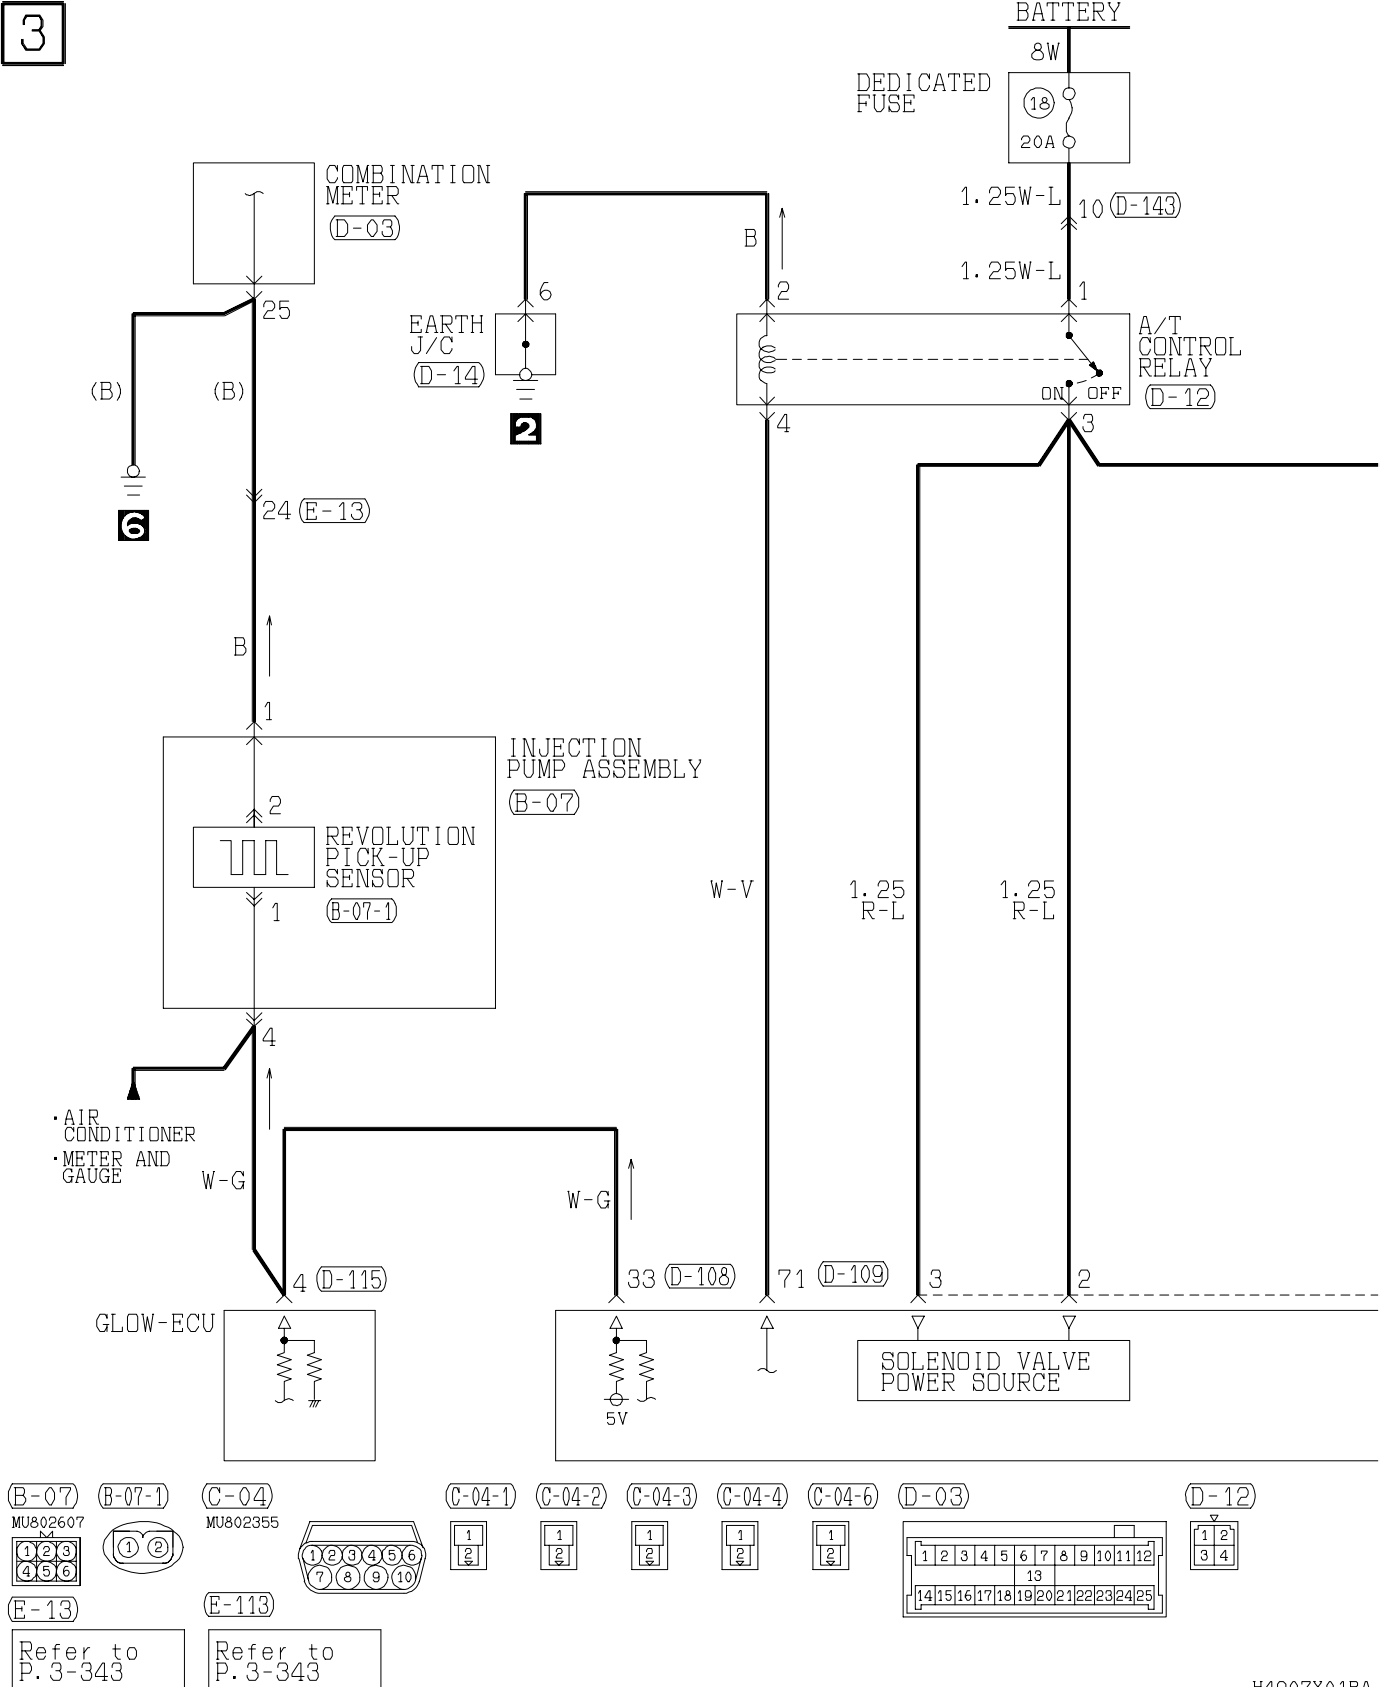 3
BATTERY
8W
DEDICATED
FUSE
18
20A
COMBINATION
METER
(D-03)
1.25W-L
10 (D-143)
B
1.25W-L
25
6
2
1
EARTH
J/C
(D-14)
A/T
CONTROL
RELAY
(D-12)
ON OFF
(B)
(B)
2
4
3
24 (E-13)
6
B
1
INJECTION
PUMP ASSEMBLY
(B-07)
2
REVOLUTION
PICK-UP
SENSOR
(B-07-1)
1
W-V
1.25
R-L
1.25
R-L
4
·AIR
CONDITIONER
·METER AND
GAUGE
W-G
W-G
4 (D-115)
33 (D-108)
71 (D-109)
3
2
GLOW-ECU
SOLENOID VALVE
POWER SOURCE
5V
(B-07) (B-07-1) (C-04) (C-04-1) (C-04-2) (C-04-3) (C-04-4) (C-04-6) (D-03) (D-12)
MU802607
MU802355
1 2 3
4 5 6
1 2
1 2 3 4 5 6
7 8 9 10
1
2
1
2
1
2
1
2
1
2
1 2 3 4 5 6 7 8 9 10 11 12
13
14 15 16 17 18 19 20 21 22 23 24 25
1 2
3 4
(E-13) (E-113)
Refer to
P.3-343
Refer to
P.3-343